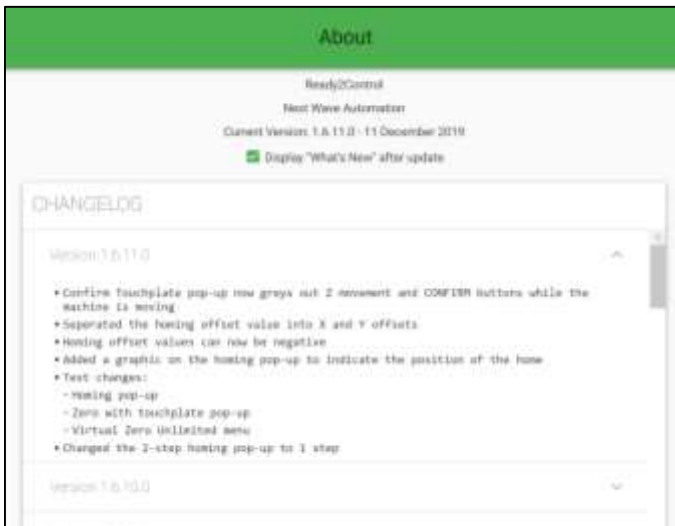 About
Ready2Control
Next Wave Automation
Current Version: 1.6.11.0 - 11 December 2019
Display "What's New" after update
CHANGELOG
Version 1.6.11.0
• Confirm Touchplate pop-up now greys out Z movement and CONFIRM buttons while the
machine is moving
• Seperated the homing offset value into X and Y offsets
• Homing offset values can now be negative
• Added a graphic on the homing pop-up to indicate the position of the home
• Test changes:
- Homing pop-up
- Zero with touchplate pop-up
- Virtual Zero Unlimited menu
• Changed the 2-step homing pop-up to 1 step
Version 1.6.10.0